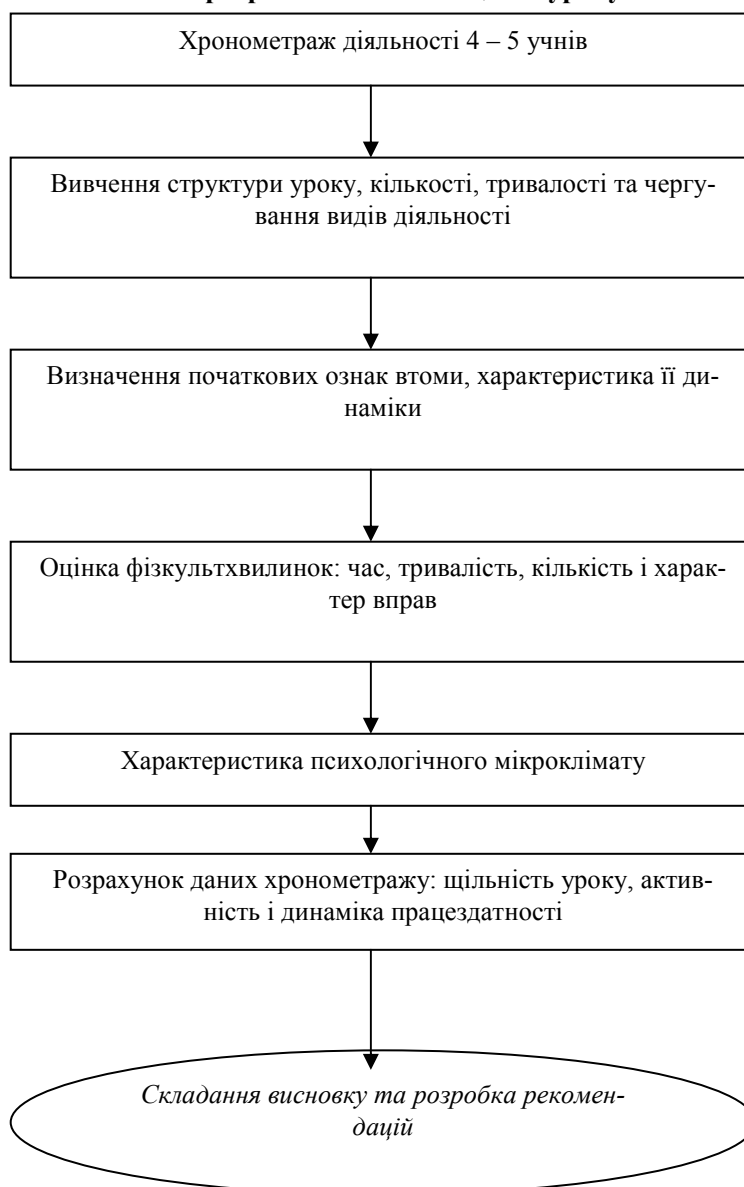 Хронометраж діяльності 4 – 5 учнів
Вивчення структури уроку, кількості, тривалості та чергу-
вання видів діяльності
Визначення початкових ознак втоми, характеристика її ди-
наміки
Оцінка фізкультхвилинок: час, тривалість, кількість і харак-
тер вправ
Характеристика психологічного мікроклімату
Розрахунок даних хронометражу: щільність уроку, актив-
ність і динаміка працездатності
Складання висновку та розробка рекомен-
дацій